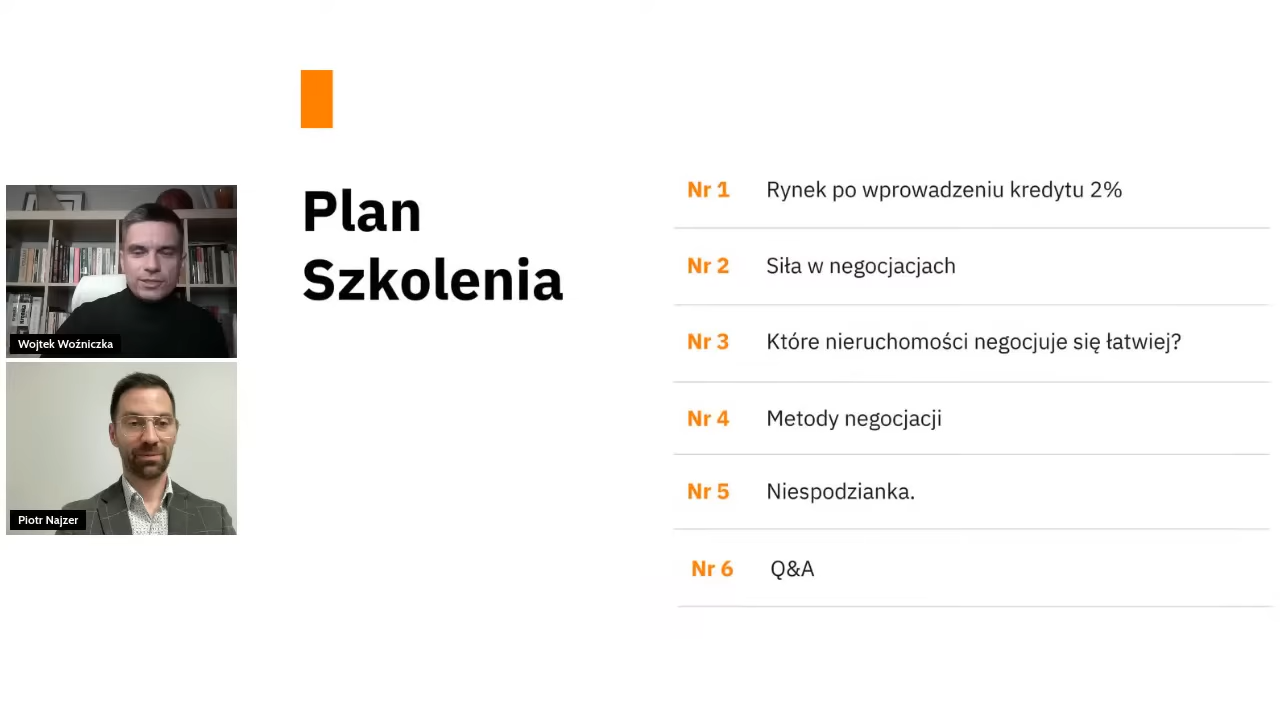 Plan
Szkolenia
Nr 1 Rynek po wprowadzeniu kredytu 2%
Nr 2 Siła w negocjacjach
Nr 3 Które nieruchomości negocjuje się łatwiej?
Nr 4 Metody negocjacji
Nr 5 Niespodzianka.
Nr 6 Q&A
Wojtek Woźniczka
Piotr Najzer